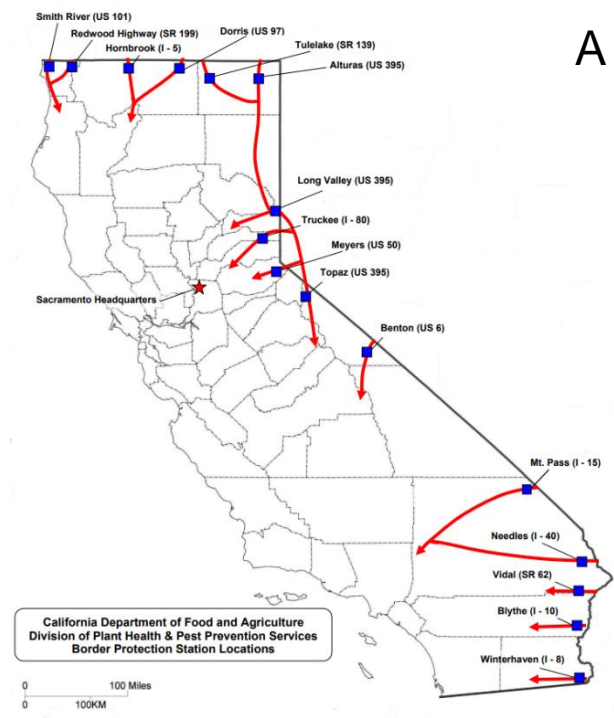 A
Smith River (US 101)
Redwood Highway (SR 199)
Hornbrook (I - 5)
Dorris (US 97)
Tulelake (SR 139)
Alturas (US 395)
Long Valley (US 395)
Truckee (I - 80)
Meyers (US 50)
Topaz (US 395)
Sacramento Headquarters
Benton (US 6)
Mt. Pass (I - 15)
Needles (I - 40)
Vidal (SR 62)
Blythe (I - 10)
Winterhaven (I - 8)
California Department of Food and Agriculture
Division of Plant Health & Pest Prevention Services
Border Protection Station Locations
0 100 Miles
0 100KM